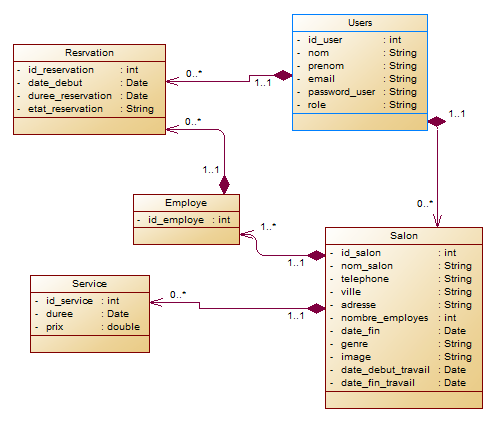 Users
- id_user : int
- nom : String
- prenom : String
- email : String
- password_user : String
- role : String
Resrvation
- id_reservation : int
- date_debut : Date
- duree_reservation : Date
- etat_reservation : String
0..*
1..1
1..1
0..*
0..*
1..1
Employe
- id_employe : int
1..*
1..1
Salon
- id_salon : int
- nom_salon : String
- telephone : String
- ville : String
- adresse : String
- nombre_employes : int
- date_fin : Date
- genre : String
- image : String
- date_debut_travail : Date
- date_fin_travail : Date
Service
- id_service : int
- duree : Date
- prix : double
0..*
1..1